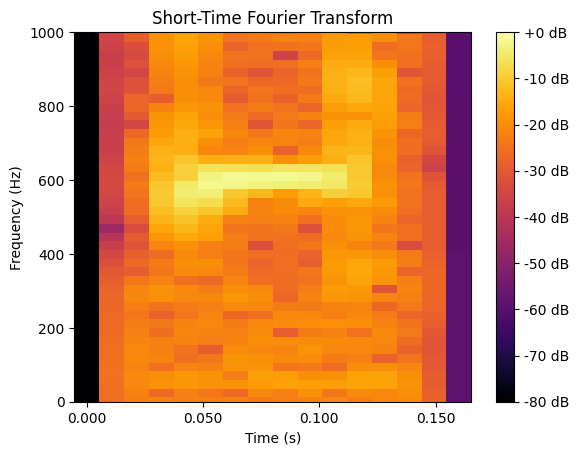 Short-Time Fourier Transform
1000
800
600
400
200
0
Frequency (Hz)
0.000
0.050
0.100
0.150
Time (s)
+0 dB
-10 dB
-20 dB
-30 dB
-40 dB
-50 dB
-60 dB
-70 dB
-80 dB